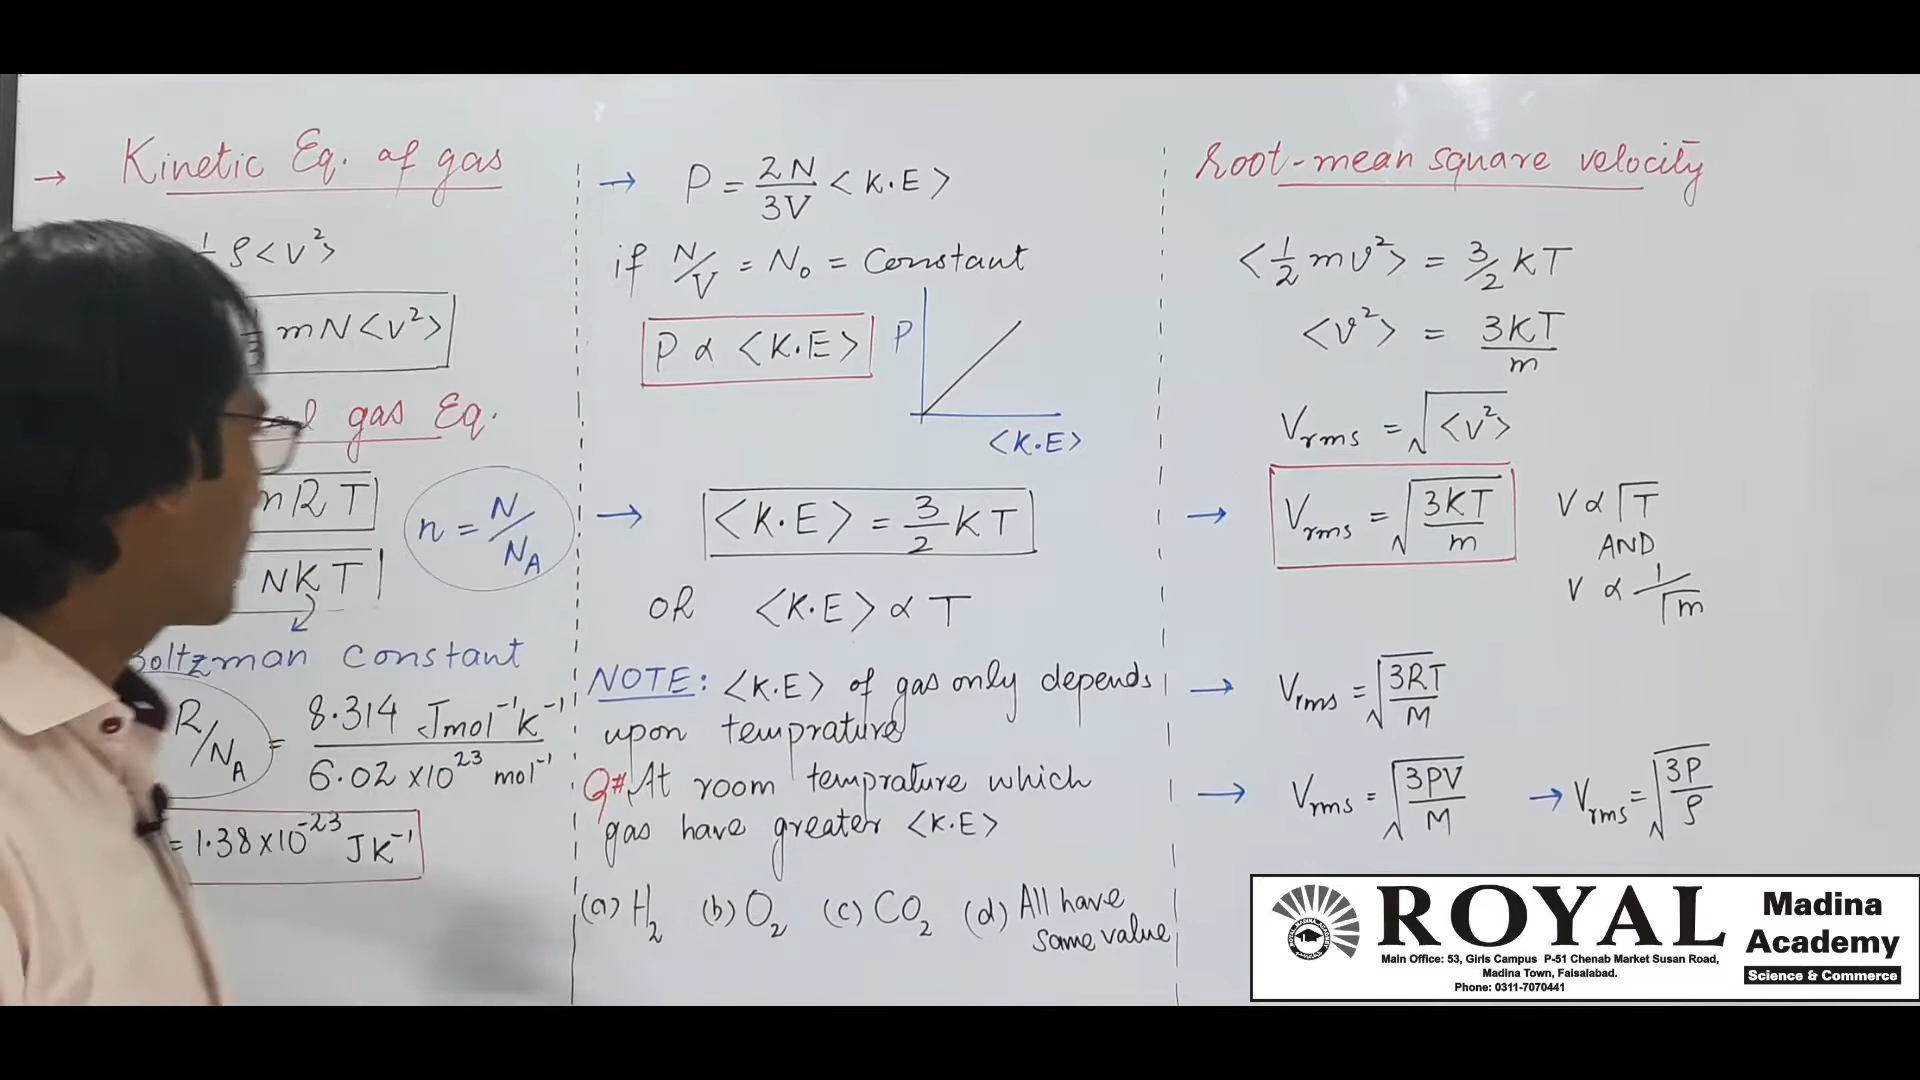 → Kinetic Eq. of gas
ρ<v²>
mN<v²>
gas Eq.
nRT
n = N/N_A
NKT
Boltzman constant
R/N_A = 8.314 Jmol⁻¹k⁻¹ / 6.02 ×10²³ mol⁻¹
= 1.38×10⁻²³ JK⁻¹
→ P = 2N/3V <K.E>
if N/V = N₀ = Constant
P ∝ <K.E>
P
<K.E>
→ <K.E> = 3/2 KT
OR <K.E> ∝ T
NOTE: <K.E> of gas only depends
upon temprature
Q# At room temprature which
gas have greater <K.E>
(a) H₂ (b) O₂ (c) CO₂ (d) All have
same value
Root-mean square velocity
<1/2 mv²> = 3/2 KT
<v²> = 3KT/m
Vrms = √<v²>
→ Vrms = √(3KT/m)
V ∝ √T
AND
V ∝ 1/√m
→ Vrms = √(3RT/M)
→ Vrms = √(3PV/M) → Vrms = √(3P/ρ)
ROYAL
Main Office: 53, Girls Campus P-51 Chenab Market Susan Road,
Madina Town, Faisalabad.
Phone: 0311-7070441
Madina
Academy
Science & Commerce